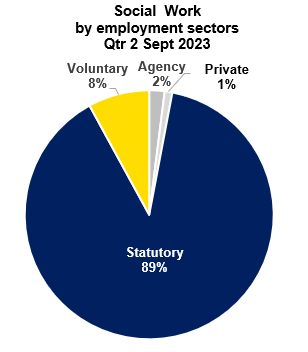 Social Work
by employment sectors
Qtr 2 Sept 2023
Voluntary
8%
Agency
2%
Private
1%
Statutory
89%